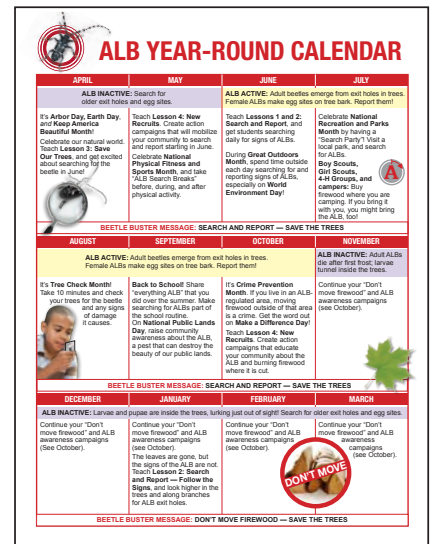 ALB YEAR-ROUND CALENDAR
APRIL
MAY
JUNE
JULY
ALB INACTIVE: Search for
older exit holes and egg sites.
ALB ACTIVE: Adult beetles emerge from exit holes in trees.
Female ALBs make egg sites on tree bark. Report them!
It's Arbor Day, Earth Day,
and Keep America
Beautiful Month!
Celebrate our natural world.
Teach Lesson 3: Save
Our Trees, and get excited
about searching for the
beetle in June!
Teach Lesson 4: New
Recruits. Create action
campaigns that will mobilize
your community to search
and report starting in June.
Celebrate National
Physical Fitness and
Sports Month, and take
"ALB Search Breaks"
before, during, and after
physical activity.
Teach Lessons 1 and 2:
Search and Report, and
get students searching
daily for signs of ALBs.
During Great Outdoors
Month, spend time outside
each day searching for and
reporting signs of ALBs,
especially on World
Environment Day!
Celebrate National
Recreation and Parks
Month by having a
"Search Party"! Visit a
local park, and search
for ALBs.
Boy Scouts,
Girl Scouts,
4-H Groups, and
campers: Buy
firewood where you are
camping. If you bring it
with you, you might bring
the ALB, too!
A
BEETLE BUSTER MESSAGE: SEARCH AND REPORT — SAVE THE TREES
AUGUST
SEPTEMBER
OCTOBER
NOVEMBER
ALB ACTIVE: Adult beetles emerge from exit holes in trees.
Female ALBs make egg sites on tree bark. Report them!
ALB INACTIVE: Adult ALBs
die after first frost; larvae
tunnel inside the trees.
It's Tree Check Month!
Take 10 minutes and check
your trees for the beetle
and any signs
of damage
it causes.
Back to School! Share
"everything ALB" that you
did over the summer. Make
searching for ALBs part of
the school routine.
On National Public Lands
Day, raise community
awareness about the ALB,
a pest that can destroy the
beauty of our public lands.
It's Crime Prevention
Month. If you live in an ALB-
regulated area, moving
firewood outside of that area
is a crime. Get the word out
on Make a Difference Day!
Teach Lesson 4: New
Recruits. Create action
campaigns that educate
your community about the
ALB and burning firewood
where it is cut.
Continue your "Don't
move firewood" and ALB
awareness campaigns
(see October).
BEETLE BUSTER MESSAGE: SEARCH AND REPORT — SAVE THE TREES
DECEMBER
JANUARY
FEBRUARY
MARCH
ALB INACTIVE: Larvae and pupae are inside the trees, lurking just out of sight! Search for older exit holes and egg sites.
Continue your "Don't
move firewood" and ALB
awareness campaigns
(See October).
Continue your "Don't
move firewood" and ALB
awareness campaigns
(see October).
The leaves are gone, but
the signs of the ALB are not.
Teach Lesson 2: Search
and Report — Follow the
Signs, and look higher in the
trees and along branches
for ALB exit holes.
Continue your "Don't
move firewood" and ALB
awareness campaigns
(see October).
Continue your "Don't
move firewood" and ALB
awareness
campaigns
(see October).
DON'T MOVE
BEETLE BUSTER MESSAGE: DON'T MOVE FIREWOOD — SAVE THE TREES